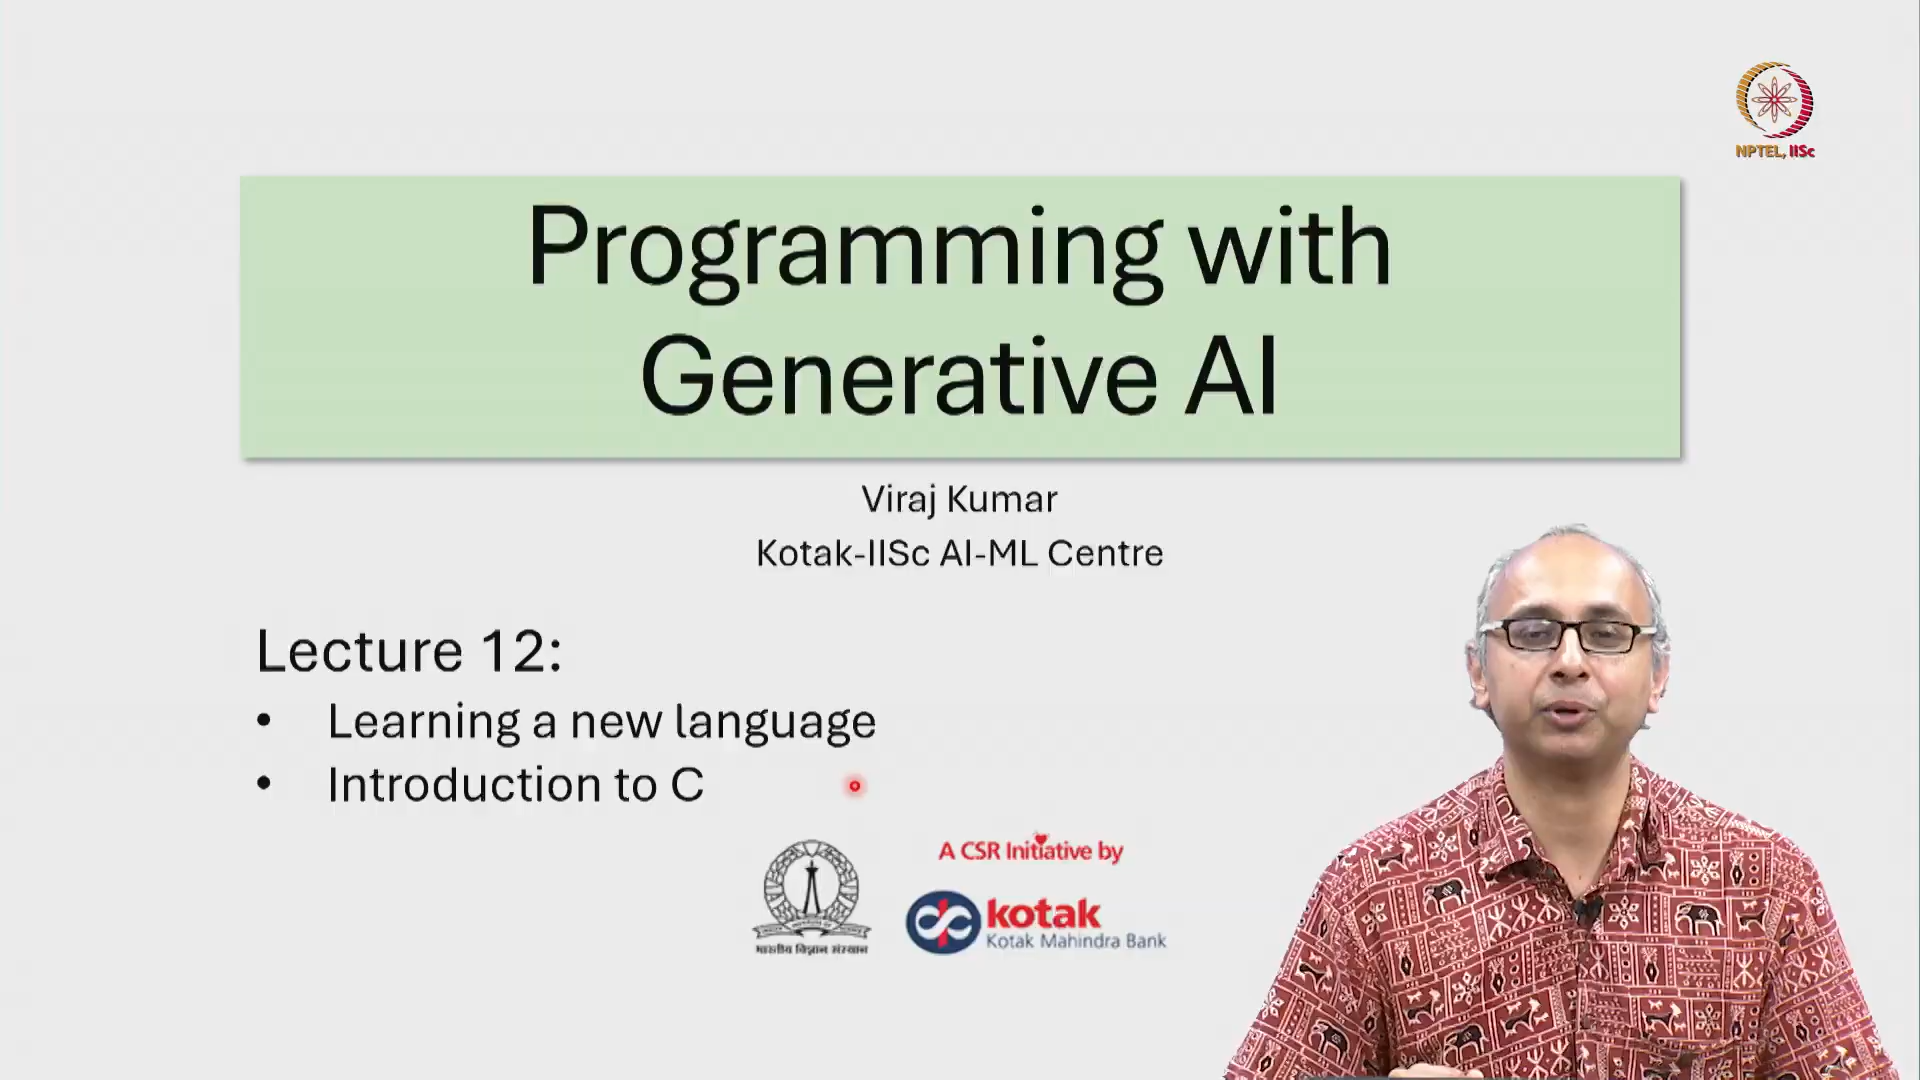 NPTEL, IISc
Programming with
Generative AI
Viraj Kumar
Kotak-IISc AI-ML Centre
Lecture 12:
• Learning a new language
• Introduction to C
भारतीय विज्ञान संस्थान
A CSR Initiative by
kotak
Kotak Mahindra Bank